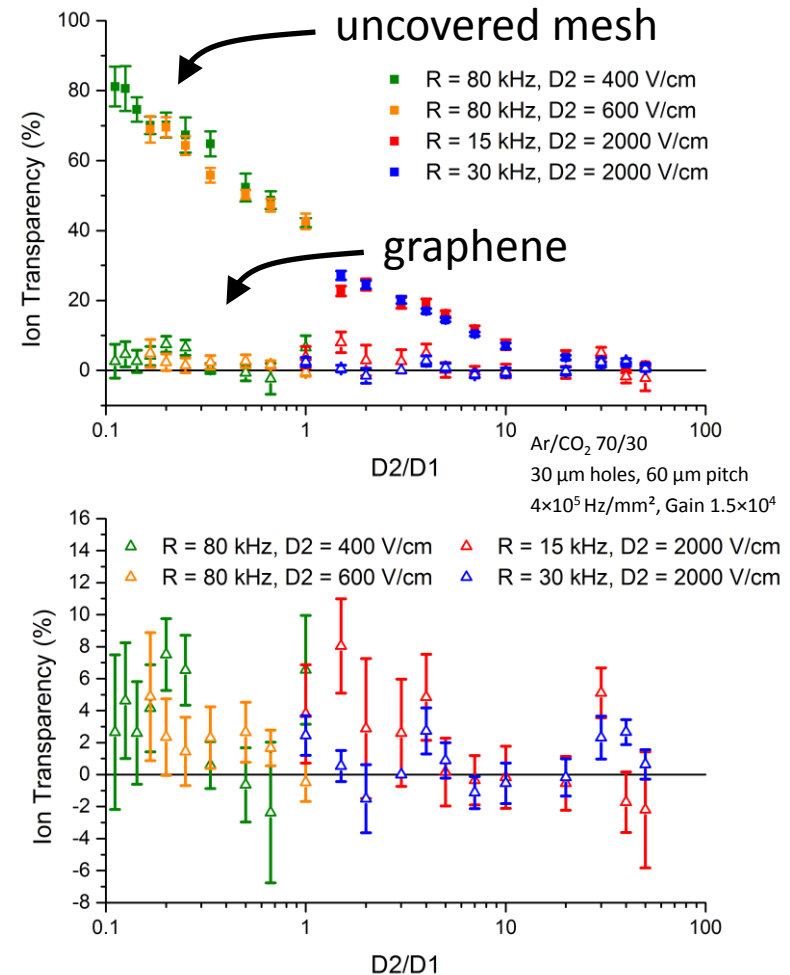 uncovered mesh
R = 80 kHz, D2 = 400 V/cm
R = 80 kHz, D2 = 600 V/cm
R = 15 kHz, D2 = 2000 V/cm
R = 30 kHz, D2 = 2000 V/cm
graphene
Ion Transparency (%)
100
80
60
40
20
0
0.1
1
10
100
D2/D1
Ar/CO₂ 70/30
30 μm holes, 60 μm pitch
4×10⁵ Hz/mm², Gain 1.5×10⁴
R = 80 kHz, D2 = 400 V/cm
R = 15 kHz, D2 = 2000 V/cm
R = 80 kHz, D2 = 600 V/cm
R = 30 kHz, D2 = 2000 V/cm
Ion Transparency (%)
16
14
12
10
8
6
4
2
0
-2
-4
-6
-8
0.1
1
10
100
D2/D1